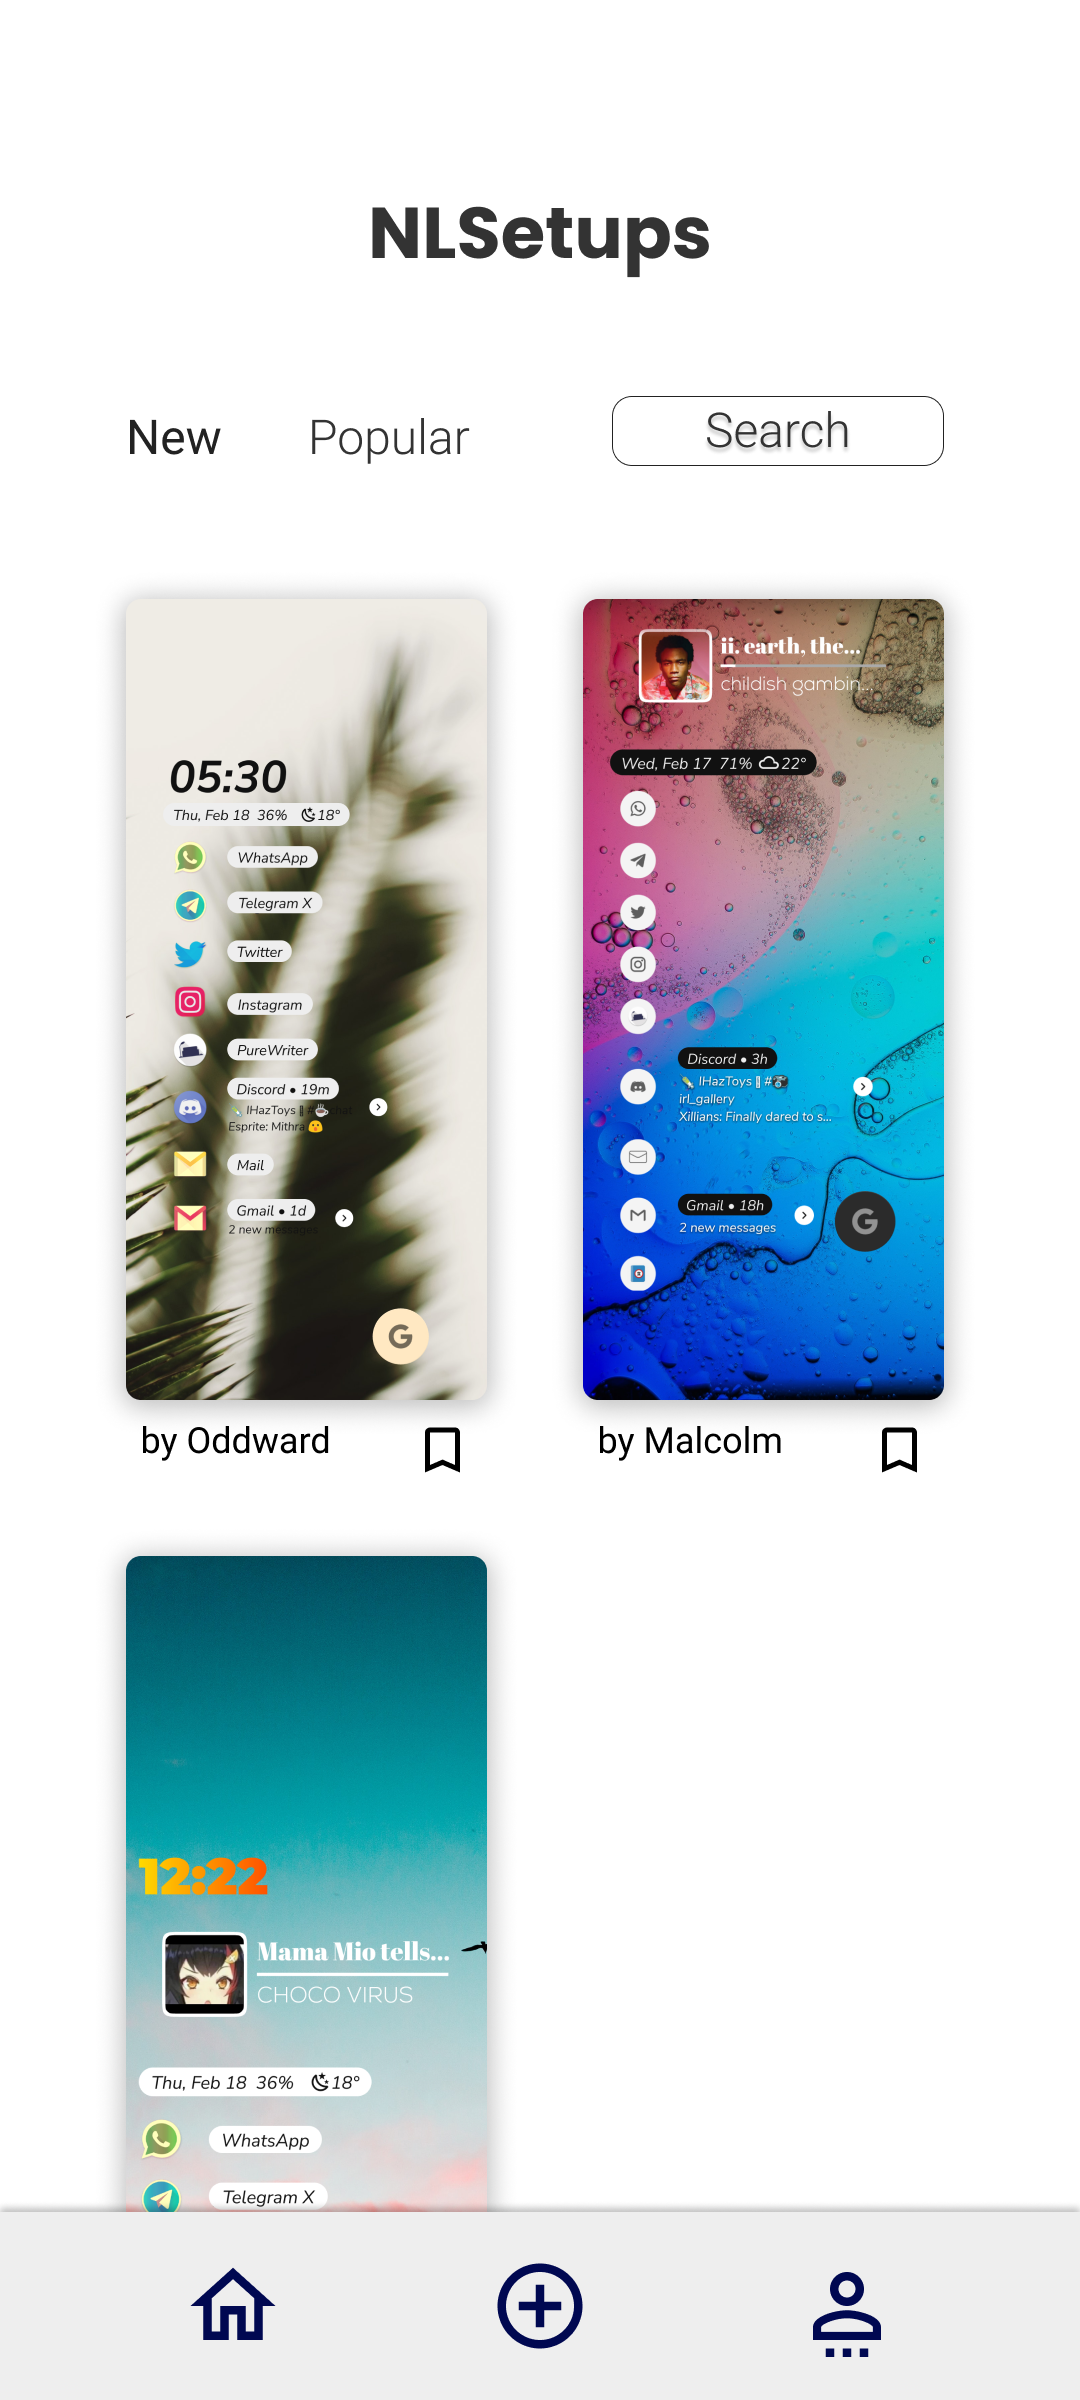 NLSetups
New
Popular
Search
05:30
Thu, Feb 18 36% 18°
WhatsApp
Telegram X
Twitter
Instagram
PureWriter
Discord • 19m
IHazToys #☕chat
Esprite: Mithra 😮
Mail
Gmail • 1d
2 new messages
G
by Oddward
ii. earth, the...
childish gambin...
Wed, Feb 17 71% 22°
Discord • 3h
IHazToys #📷
irl_gallery
Xillians: Finally dared to s...
Gmail • 18h
2 new messages
G
by Malcolm
12:22
Mama Mio tells...
CHOCO VIRUS
Thu, Feb 18 36% 18°
WhatsApp
Telegram X